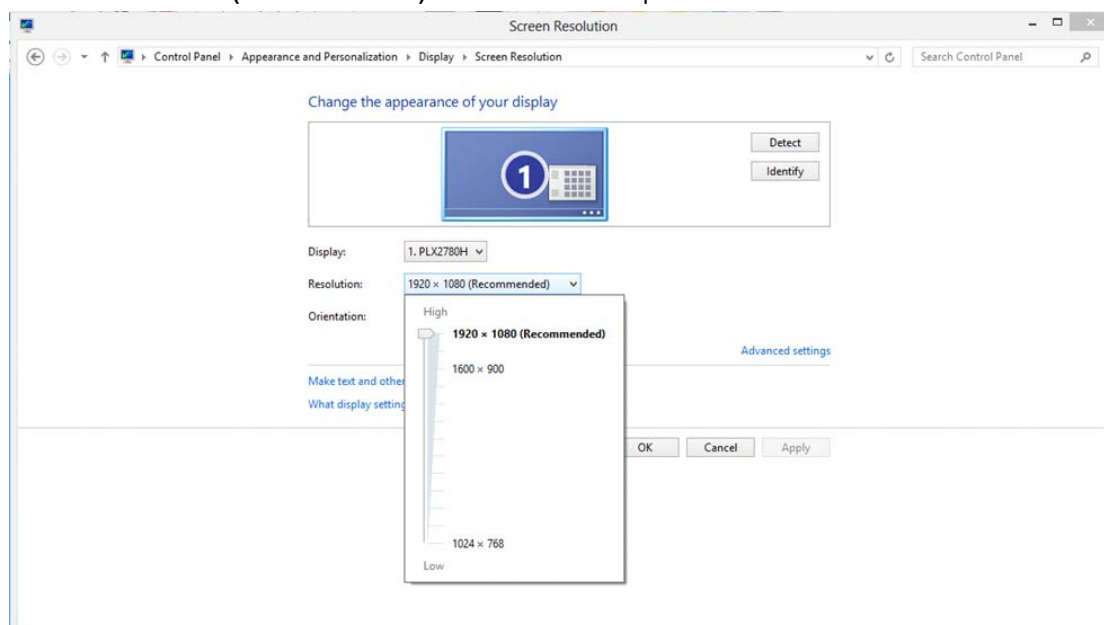 Screen Resolution
Control Panel Appearance and Personalization Display Screen Resolution
Search Control Panel
Change the appearance of your display
1
Detect
Identify
Display: 1. PLX2780H
Resolution: 1920 × 1080 (Recommended)
Orientation:
High
1920 × 1080 (Recommended)
1600 × 900
1024 × 768
Low
Advanced settings
Make text and other
What display setting
OK Cancel Apply